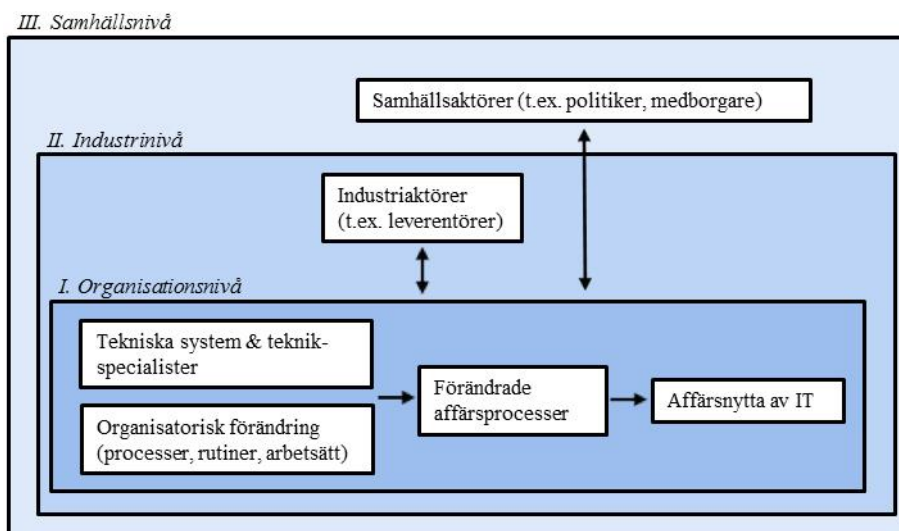 III. Samhällsnivå
Samhällsaktörer (t.ex. politiker, medborgare)
II. Industrinivå
Industriaktörer
(t.ex. leverentörer)
I. Organisationsnivå
Tekniska system & teknik-
specialister
Förändrade
affärsprocesser
Affärsnytta av IT
Organisatorisk förändring
(processer, rutiner, arbetsätt)